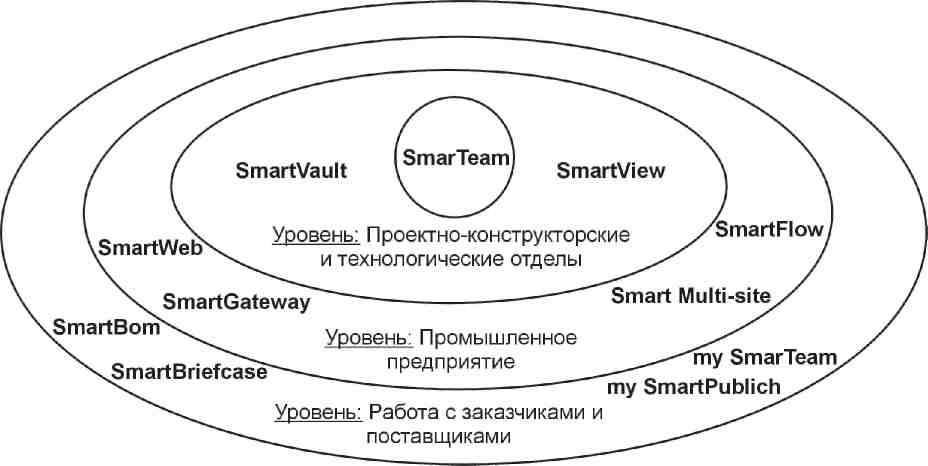 SmarTeam
SmartVault
SmartView
Уровень: Проектно-конструкторские
и технологические отделы
SmartWeb
SmartFlow
SmartGateway
Smart Multi-site
Уровень: Промышленное
предприятие
SmartBom
my SmarTeam
SmartBriefcase
my SmartPublich
Уровень: Работа с заказчиками и
поставщиками